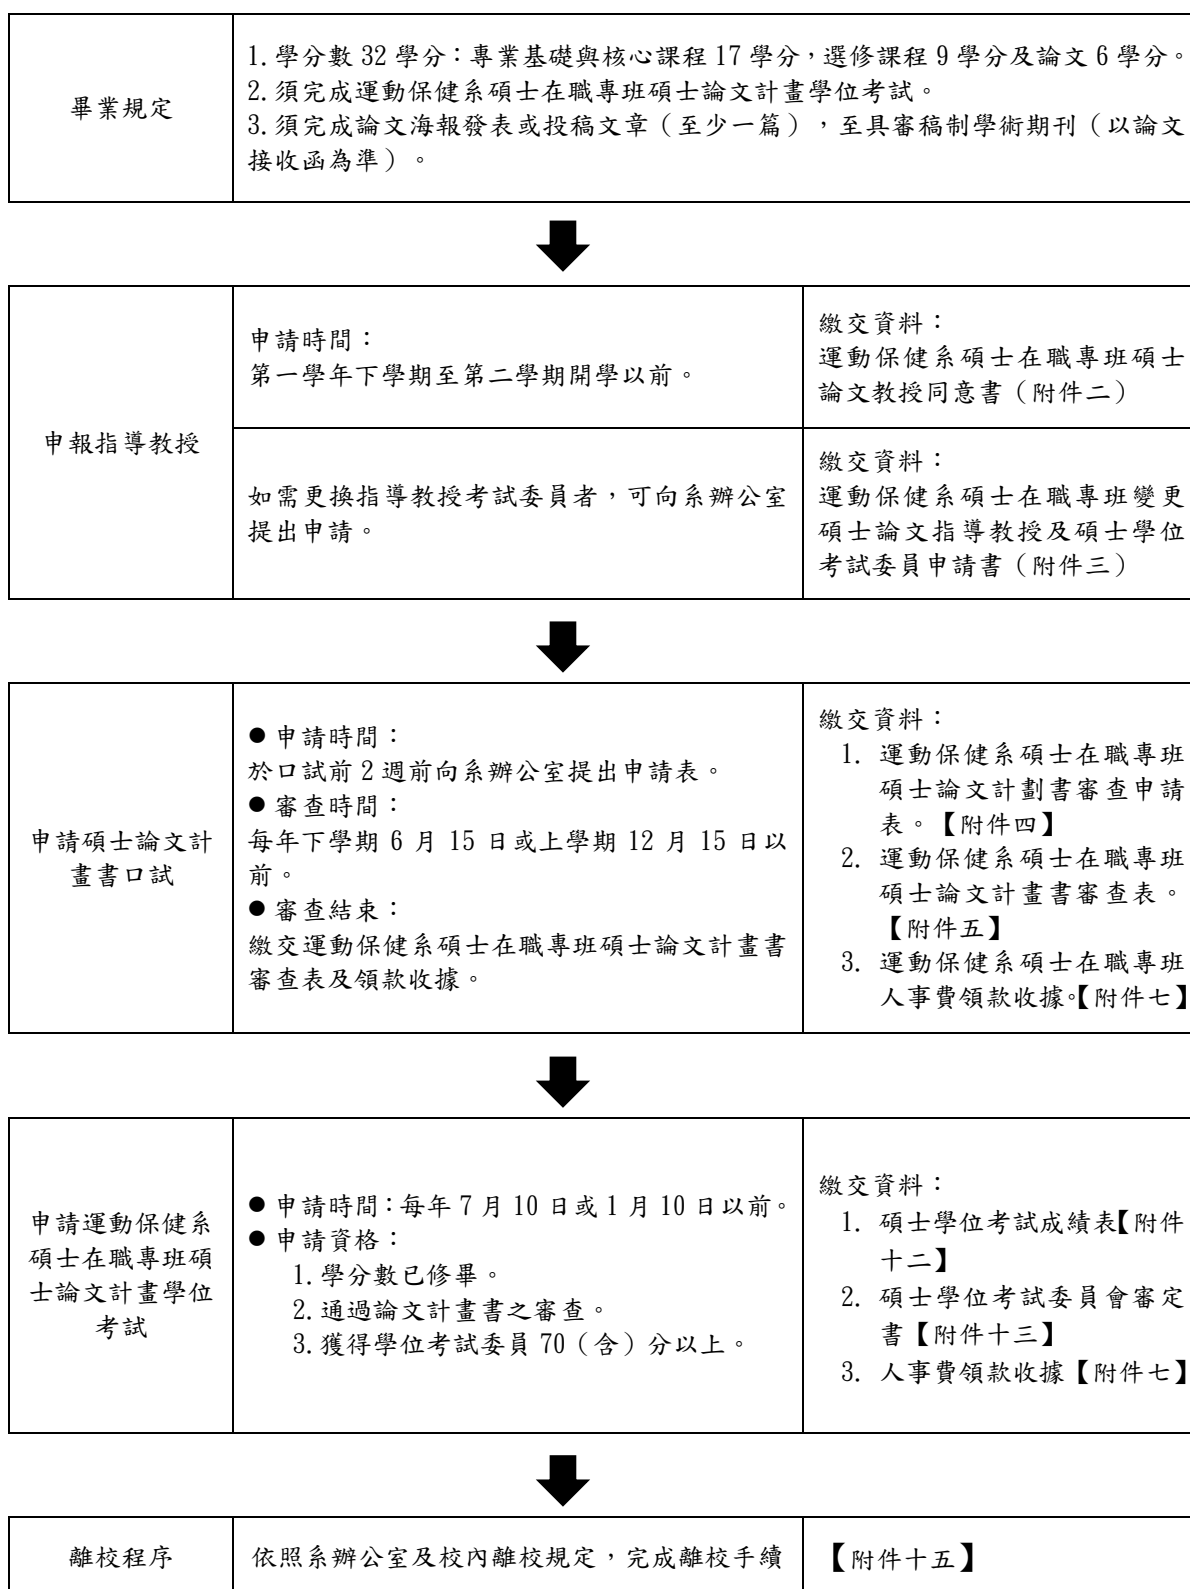 畢業規定
1.學分數 32 學分：專業基礎與核心課程 17 學分，選修課程 9 學分及論文 6 學分。
2.須完成運動保健系碩士在職專班碩士論文計畫學位考試。
3.須完成論文海報發表或投稿文章（至少一篇），至具審稿制學術期刊（以論文
接收函為準）。
申報指導教授
申請時間：
第一學年下學期至第二學期開學以前。
繳交資料：
運動保健系碩士在職專班碩士
論文教授同意書（附件二）
如需更換指導教授考試委員者，可向系辦公室
提出申請。
繳交資料：
運動保健系碩士在職專班變更
碩士論文指導教授及碩士學位
考試委員申請書（附件三）
申請碩士論文計
畫書口試
● 申請時間：
於口試前 2 週前向系辦公室提出申請表。
● 審查時間：
每年下學期 6 月 15 日或上學期 12 月 15 日以
前。
● 審查結束：
繳交運動保健系碩士在職專班碩士論文計畫書
審查表及領款收據。
繳交資料：
1. 運動保健系碩士在職專班
碩士論文計劃書審查申請
表。【附件四】
2. 運動保健系碩士在職專班
碩士論文計畫書審查表。
【附件五】
3. 運動保健系碩士在職專班
人事費領款收據。【附件七】
申請運動保健系
碩士在職專班碩
士論文計畫學位
考試
● 申請時間：每年 7 月 10 日或 1 月 10 日以前。
● 申請資格：
1.學分數已修畢。
2.通過論文計畫書之審查。
3.獲得學位考試委員 70（含）分以上。
繳交資料：
1. 碩士學位考試成績表【附件
十二】
2. 碩士學位考試委員會審定
書【附件十三】
3. 人事費領款收據【附件七】
離校程序
依照系辦公室及校內離校規定，完成離校手續
【附件十五】